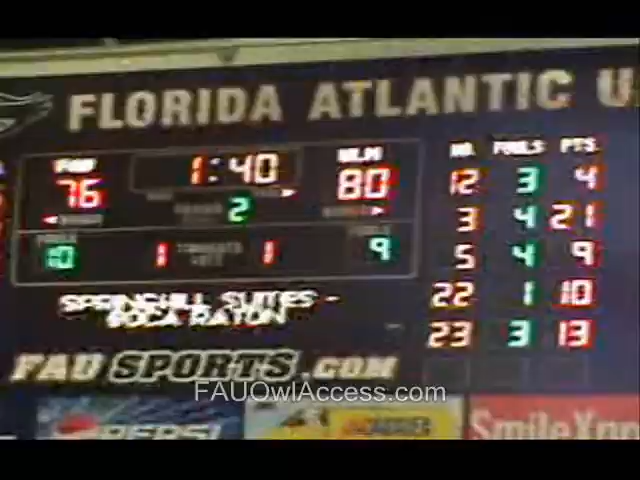 FLORIDA ATLANTIC U
FAU 1:40 ULM NO. FOULS PTS.
76 80 12 3 4
2 3 4 21
10 1 1 9 5 4 9
SPRINGHILL SUITES - 22 1 10
BOCA RATON 23 3 13
FAU SPORTS.COM
FAUOwlAccess.com
PEPSI SmileXpr